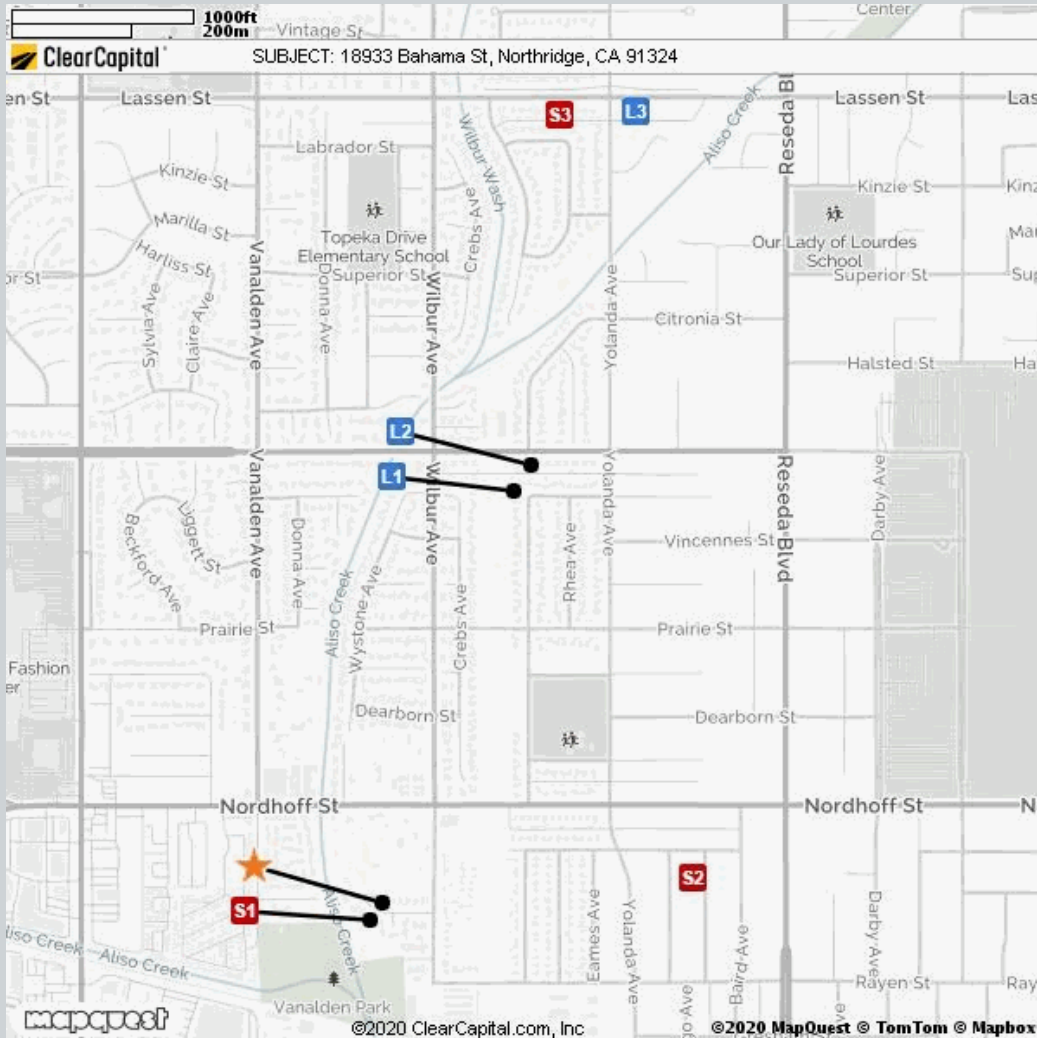 1000ft
200m
Vintage St
Center
ClearCapital
SUBJECT: 18933 Bahama St, Northridge, CA 91324
en St
Lassen St
Lassen St
Las
S3
L3
Wilbur Wash
Aliso Creek
Reseda Bl
Labrador St
Kinzie St
Kinzie St
Kinz
Crebs Ave
Marilla St
Topeka Drive
Elementary School
Our Lady of Lourdes
School
Ma
Harliss St
or St
Superior St
Superior St
Sup
Vanalden Ave
Donna Ave
Wilbur Ave
Yolanda Ave
Sylvia Ave
Claire Ave
Citronia St
Halsted St
Ha
L2
L1
Vanalden Ave
Wilbur Ave
Yolanda Ave
Reseda Blvd
Darby Ave
Liggett St
Beckford Ave
Donna Ave
Rhea Ave
Vincennes St
Aliso Creek
Wystone Ave
Crebs Ave
Prairie St
Prairie St
Fashion
er
Dearborn St
Dearborn St
Nordhoff St
Nordhoff St
N
S1
S2
Aliso Creek
Eames Ave
Yolanda Ave
Baird Ave
Darby Ave
liso Creek
Aliso Creek
Rayen St
Ray
Vanalden Park
go Ave
ve
mapquest
©2020 ClearCapital.com, Inc
©2020 MapQuest © TomTom © Mapbox